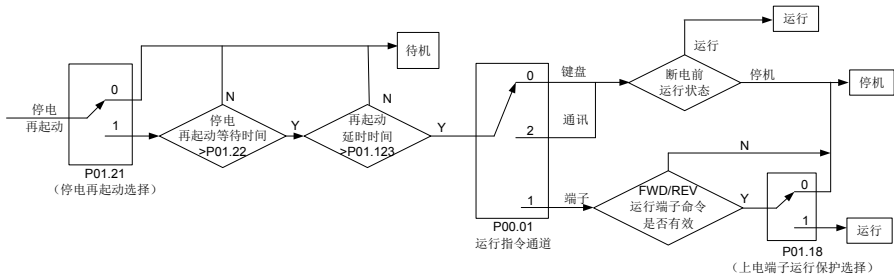 停电
再起动
0
1
P01.21
（停电再起动选择）
N
停电
再起动等待时间
>P01.22
Y
N
再起动
延时时间
>P01.123
Y
待机
0
2
1
键盘
通讯
端子
P00.01
运行指令通道
断电前
运行状态
运行
运行
停机
停机
N
FWD/REV
运行端子命令
是否有效
Y
0
1
P01.18
（上电端子运行保护选择）
运行